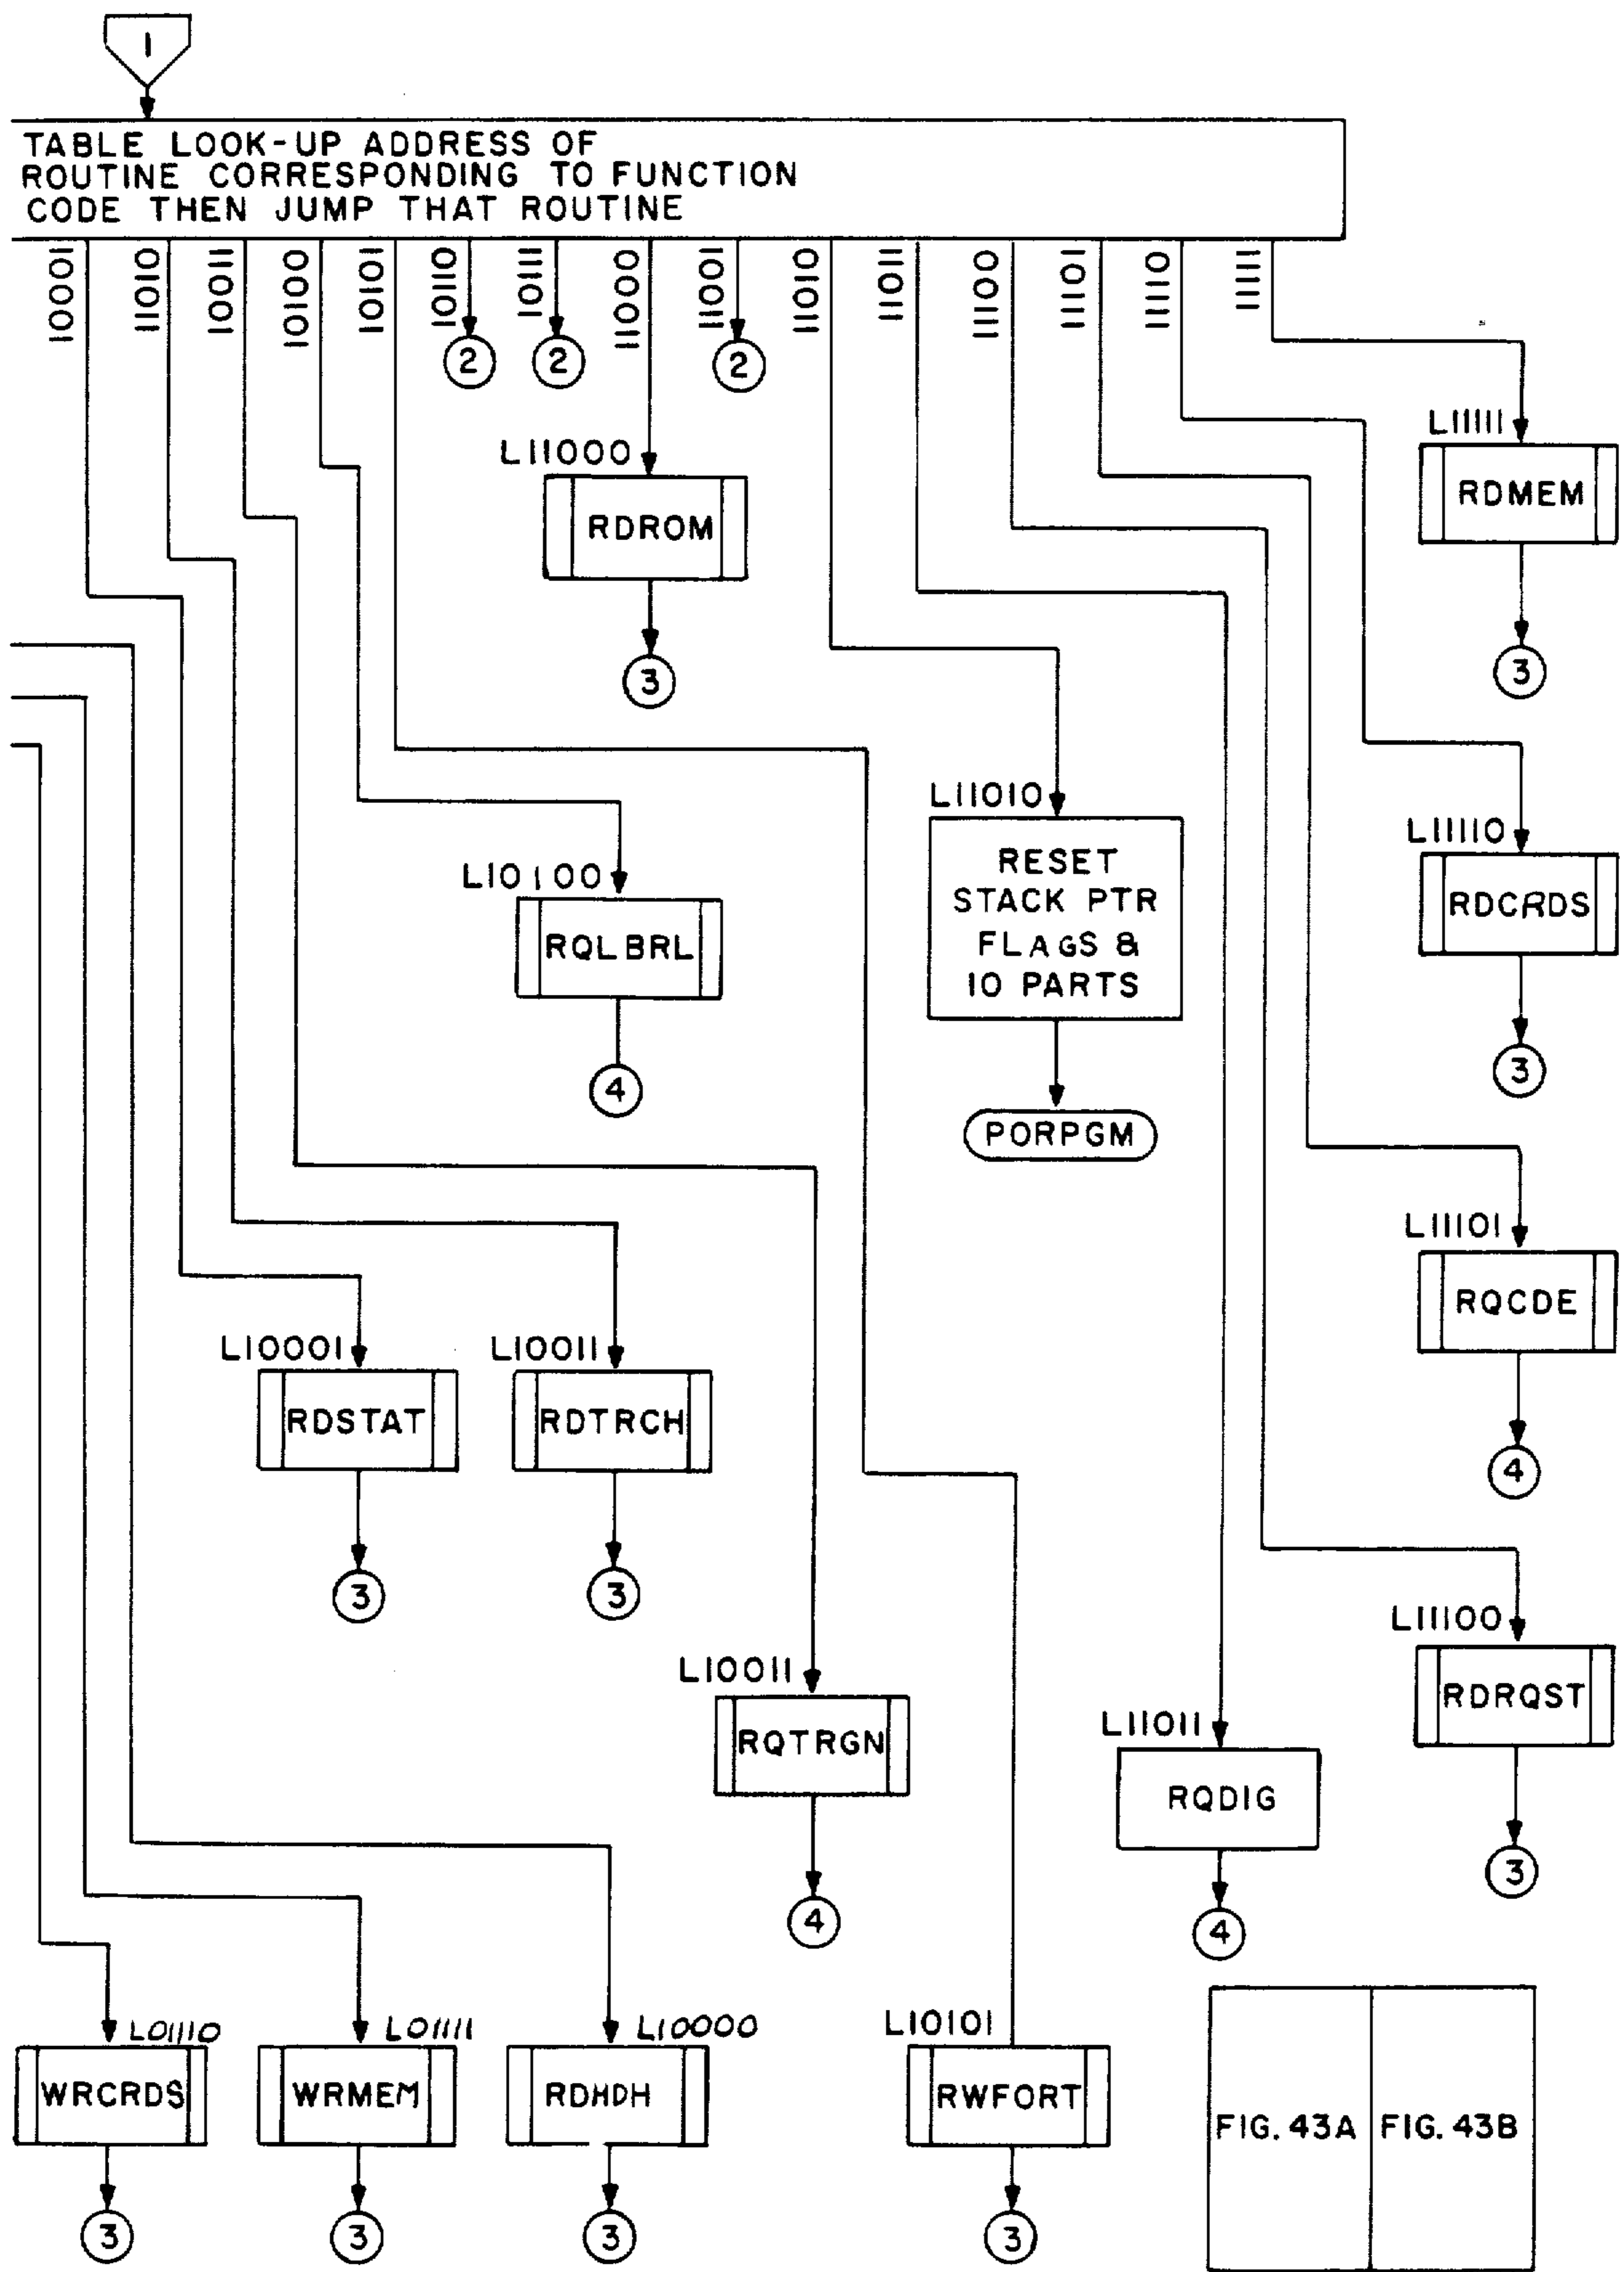 1
TABLE LOOK-UP ADDRESS OF
ROUTINE CORRESPONDING TO FUNCTION
CODE THEN JUMP THAT ROUTINE
10001
11010
10011
10100
10101
10110
10111
11000
11001
11010
11011
11100
11101
11110
11111
2
2
2
L11000
RDROM
3
L11111
RDMEM
3
L10100
RQLBRL
4
L11010
RESET
STACK PTR
FLAGS &
10 PARTS
PORPGM
L11110
RDCRDS
3
L11101
RQCDE
4
L10001
RDSTAT
3
L10011
RDTRCH
3
L10011
RQTRGN
4
L11011
RQDIG
4
L11100
RDRQST
3
L01110
WRCRDS
3
L01111
WRMEM
3
L10000
RDHDH
3
L10101
RWFORT
3
FIG. 43A
FIG. 43B